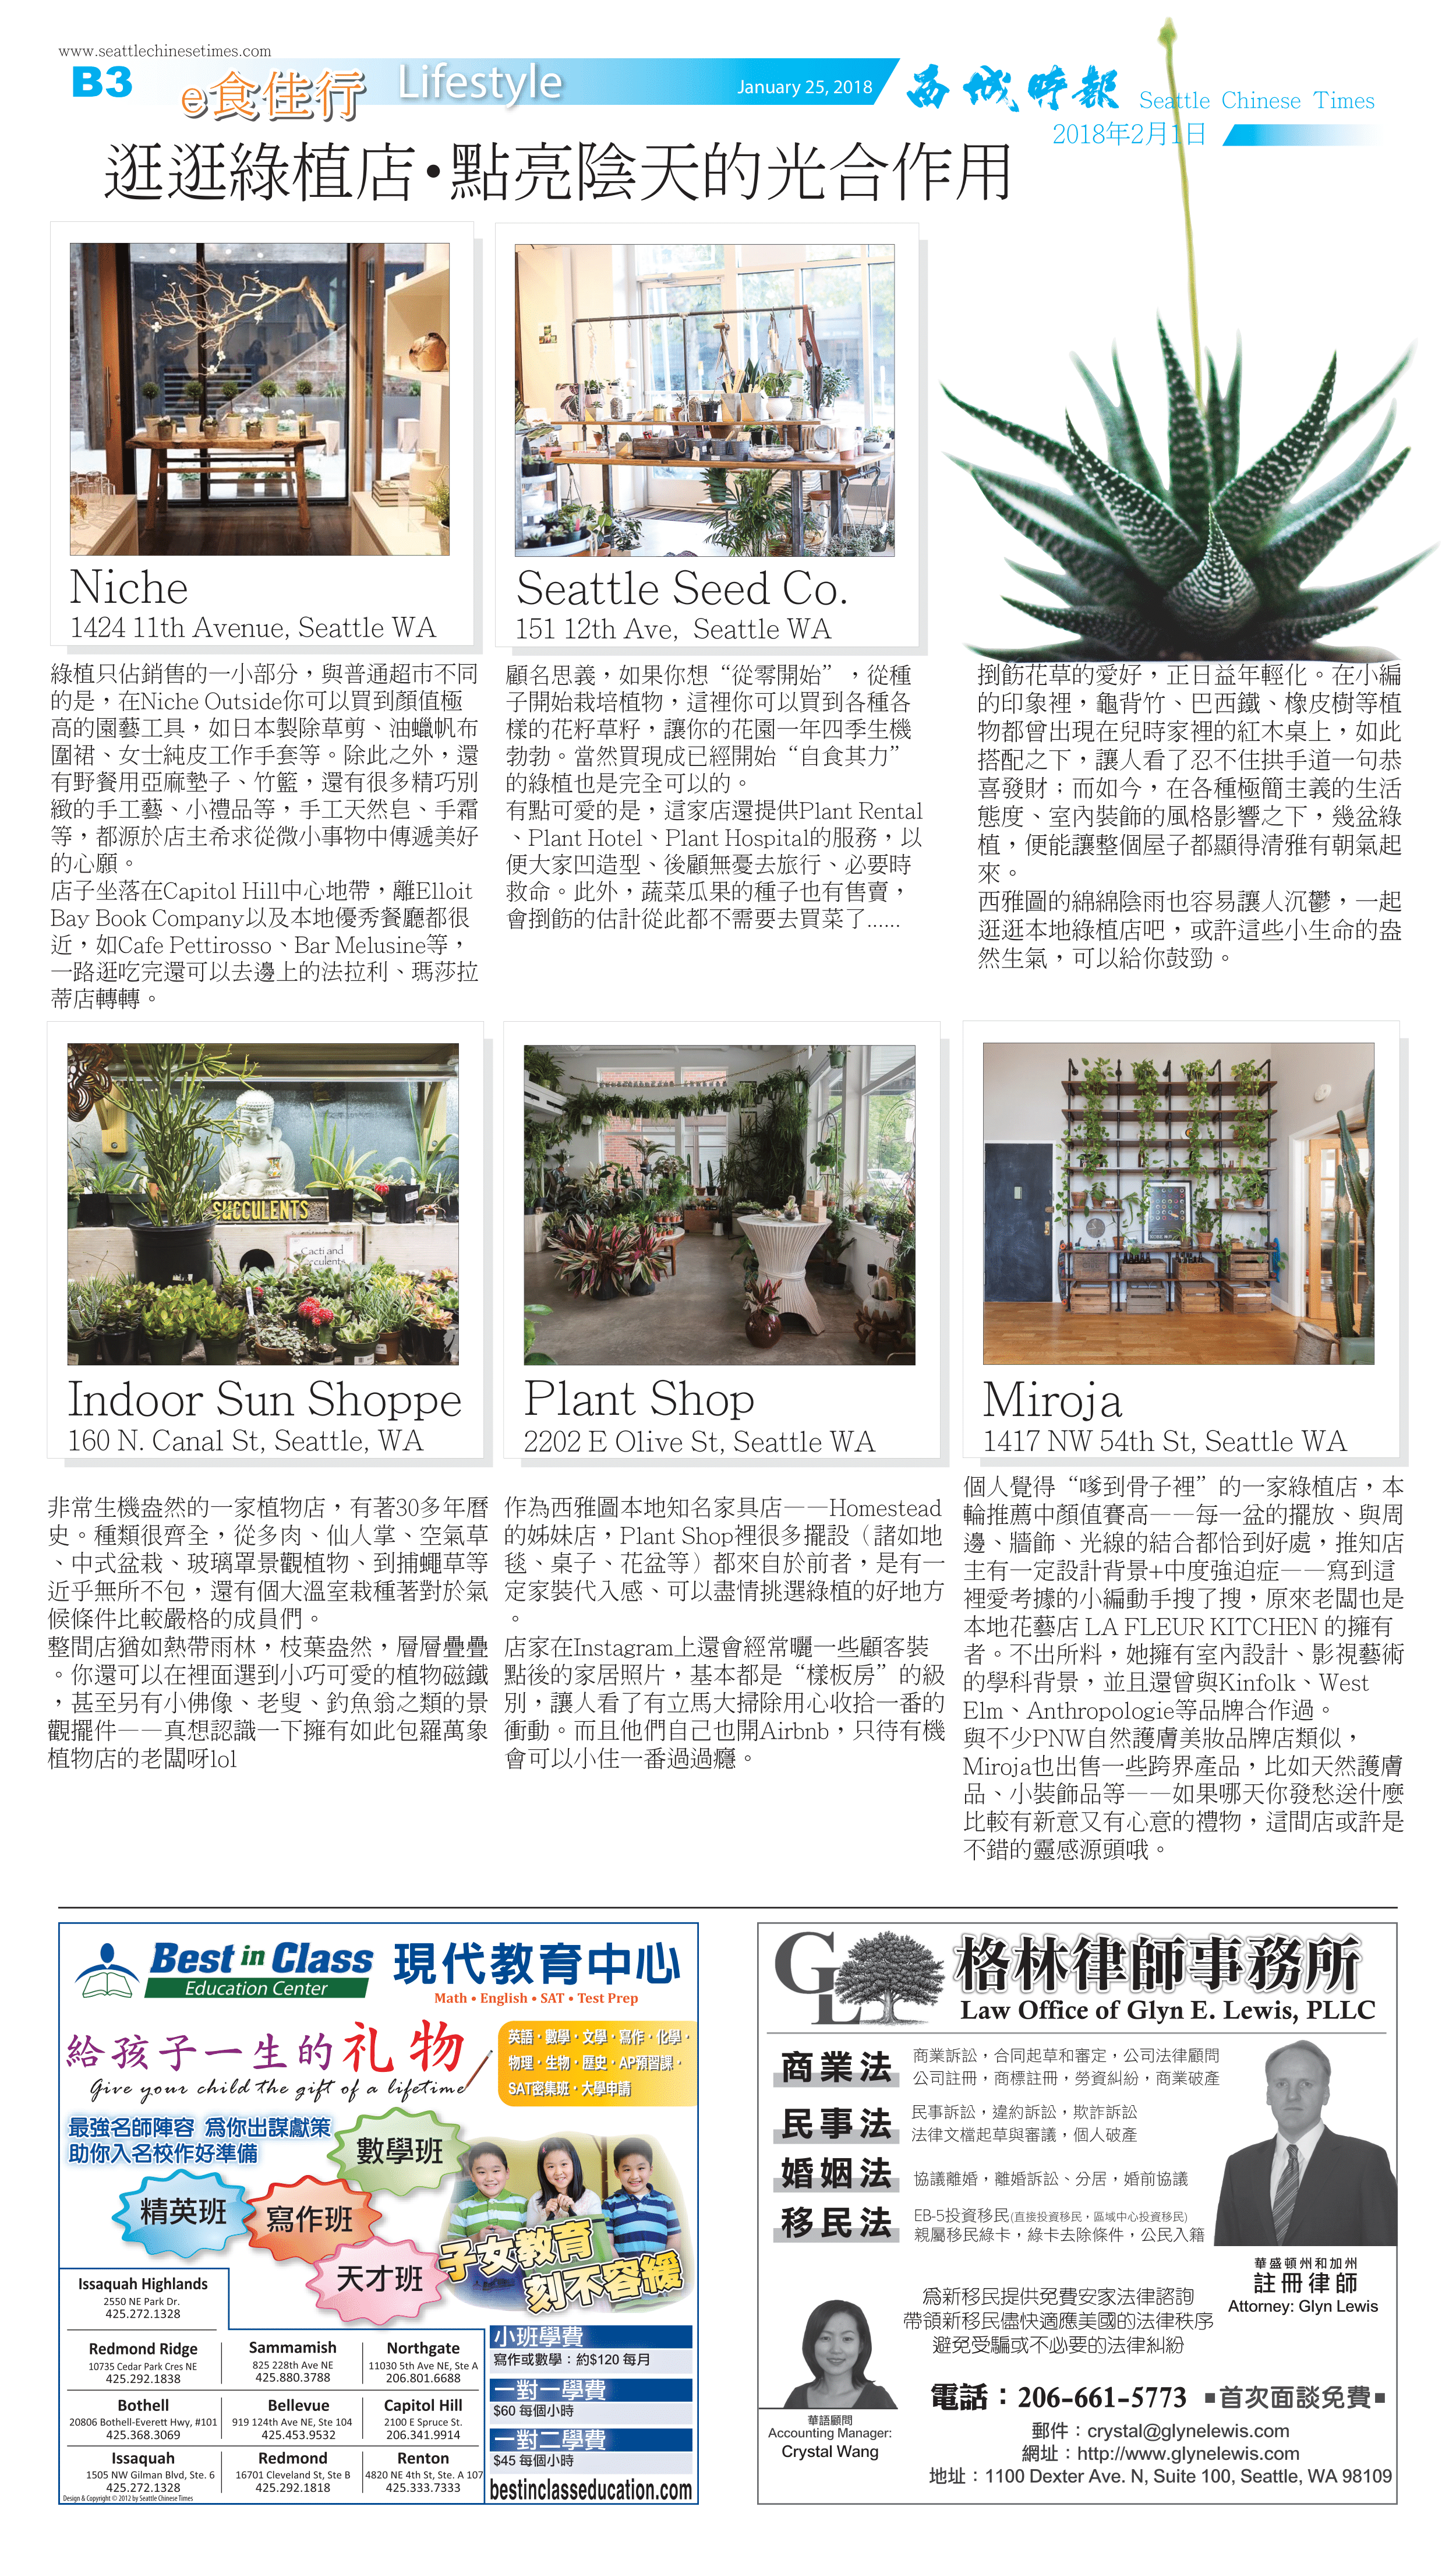 www.seattlechinesetimes.com
B3
e食住行
Lifestyle
January 25, 2018
西城時報
Seattle Chinese Times
2018年2月1日
逛逛綠植店·點亮陰天的光合作用
Niche
1424 11th Avenue, Seattle WA
綠植只佔銷售的一小部分，與普通超市不同
的是，在Niche Outside你可以買到顏值極
高的園藝工具，如日本製除草剪、油蠟帆布
圍裙、女士純皮工作手套等。除此之外，還
有野餐用亞麻墊子、竹籃，還有很多精巧別
緻的手工藝、小禮品等，手工天然皂、手霜
等，都源於店主希求從微小事物中傳遞美好
的心願。
店子坐落在Capitol Hill中心地帶，離Elloit
Bay Book Company以及本地優秀餐廳都很
近，如Cafe Pettirosso、Bar Melusine等，
一路逛吃完還可以去邊上的法拉利、瑪莎拉
蒂店轉轉。
Seattle Seed Co.
151 12th Ave, Seattle WA
顧名思義，如果你想“從零開始”，從種
子開始栽培植物，這裡你可以買到各種各
樣的花籽草籽，讓你的花園一年四季生機
勃勃。當然買現成已經開始“自食其力”
的綠植也是完全可以的。
有點可愛的是，這家店還提供Plant Rental
、Plant Hotel、Plant Hospital的服務，以
便大家凹造型、後顧無憂去旅行、必要時
救命。此外，蔬菜瓜果的種子也有售賣，
會捯飭的估計從此都不需要去買菜了......
捯飭花草的愛好，正日益年輕化。在小編
的印象裡，龜背竹、巴西鐵、橡皮樹等植
物都曾出現在兒時家裡的紅木桌上，如此
搭配之下，讓人看了忍不住拱手道一句恭
喜發財；而如今，在各種極簡主義的生活
態度、室內裝飾的風格影響之下，幾盆綠
植，便能讓整個屋子都顯得清雅有朝氣起
來。
西雅圖的綿綿陰雨也容易讓人沉鬱，一起
逛逛本地綠植店吧，或許這些小生命的盎
然生氣，可以給你鼓勁。
SUCCULENTS
Cacti and
Succulents
Indoor Sun Shoppe
160 N. Canal St, Seattle, WA
非常生機盎然的一家植物店，有著30多年曆
史。種類很齊全，從多肉、仙人掌、空氣草
、中式盆栽、玻璃罩景觀植物、到捕蠅草等
近乎無所不包，還有個大溫室栽種著對於氣
候條件比較嚴格的成員們。
整間店猶如熱帶雨林，枝葉盎然，層層疊疊
。你還可以在裡面選到小巧可愛的植物磁鐵
，甚至另有小佛像、老叟、釣魚翁之類的景
觀擺件——真想認識一下擁有如此包羅萬象
植物店的老闆呀lol
Plant Shop
2202 E Olive St, Seattle WA
作為西雅圖本地知名家具店——Homestead
的姊妹店，Plant Shop裡很多擺設（諸如地
毯、桌子、花盆等）都來自於前者，是有一
定家裝代入感、可以盡情挑選綠植的好地方
。
店家在Instagram上還會經常曬一些顧客裝
點後的家居照片，基本都是“樣板房”的級
別，讓人看了有立馬大掃除用心收拾一番的
衝動。而且他們自己也開Airbnb，只待有機
會可以小住一番過過癮。
Miroja
1417 NW 54th St, Seattle WA
個人覺得“嗲到骨子裡”的一家綠植店，本
輪推薦中顏值賽高——每一盆的擺放、與周
邊、牆飾、光線的結合都恰到好處，推知店
主有一定設計背景+中度強迫症——寫到這
裡愛考據的小編動手搜了搜，原來老闆也是
本地花藝店 LA FLEUR KITCHEN 的擁有
者。不出所料，她擁有室內設計、影視藝術
的學科背景，並且還曾與Kinfolk、West
Elm、Anthropologie等品牌合作過。
與不少PNW自然護膚美妝品牌店類似，
Miroja也出售一些跨界產品，比如天然護膚
品、小裝飾品等——如果哪天你發愁送什麼
比較有新意又有心意的禮物，這間店或許是
不錯的靈感源頭哦。
Best in Class
Education Center
現代教育中心
Math • English • SAT • Test Prep
給孩子一生的礼物
Give your child the gift of a lifetime
英語·數學·文學·寫作·化學·
物理·生物·歷史·AP預習課·
SAT密集班·大學申請
最強名師陣容 爲你出謀獻策
助你入名校作好準備
數學班
精英班
寫作班
天才班
子女教育
刻不容緩
Issaquah Highlands
2550 NE Park Dr.
425.272.1328
Redmond Ridge
10735 Cedar Park Cres NE
425.292.1838
Sammamish
825 228th Ave NE
425.880.3788
Northgate
11030 5th Ave NE, Ste A
206.801.6688
Bothell
20806 Bothell-Everett Hwy, #101
425.368.3069
Bellevue
919 124th Ave NE, Ste 104
425.453.9532
Capitol Hill
2100 E Spruce St.
206.341.9914
Issaquah
1505 NW Gilman Blvd, Ste. 6
425.272.1328
Redmond
16701 Cleveland St, Ste B
425.292.1818
Renton
4820 NE 4th St, Ste. A 107
425.333.7333
Design & Copyright © 2012 by Seattle Chinese Times
小班學費
寫作或數學：約$120 每月
一對一學費
$60 每個小時
一對二學費
$45 每個小時
bestinclasseducation.com
GL
格林律師事務所
Law Office of Glyn E. Lewis, PLLC
商業法
商業訴訟，合同起草和審定，公司法律顧問
公司註冊，商標註冊，勞資糾紛，商業破產
民事法
民事訴訟，違約訴訟，欺詐訴訟
法律文檔起草與審議，個人破產
婚姻法
協議離婚，離婚訴訟、分居，婚前協議
移民法
EB-5投資移民(直接投資移民，區域中心投資移民)
親屬移民綠卡，綠卡去除條件，公民入籍
華盛頓州和加州
註冊律師
Attorney: Glyn Lewis
爲新移民提供免費安家法律諮詢
帶領新移民儘快適應美國的法律秩序
避免受騙或不必要的法律糾紛
華語顧問
Accounting Manager:
Crystal Wang
電話：206-661-5773 ■首次面談免費■
郵件：crystal@glynelewis.com
網址：http://www.glynelewis.com
地址：1100 Dexter Ave. N, Suite 100, Seattle, WA 98109